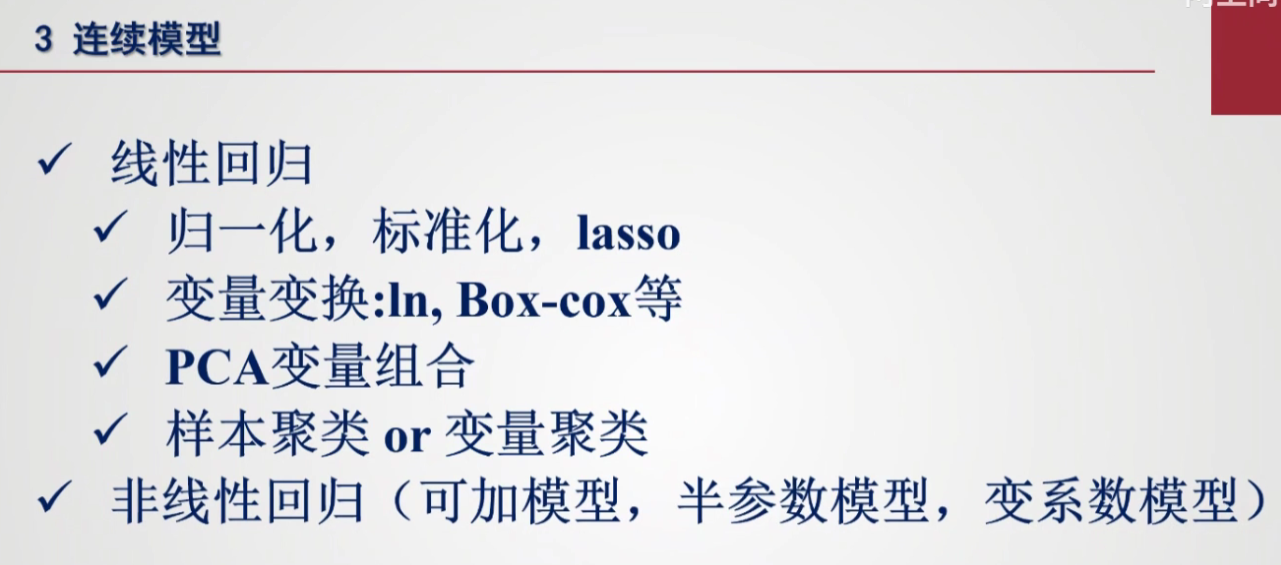 3 连续模型
✓ 线性回归
✓ 归一化，标准化，lasso
✓ 变量变换:ln, Box-cox等
✓ PCA变量组合
✓ 样本聚类 or 变量聚类
✓ 非线性回归（可加模型，半参数模型，变系数模型）